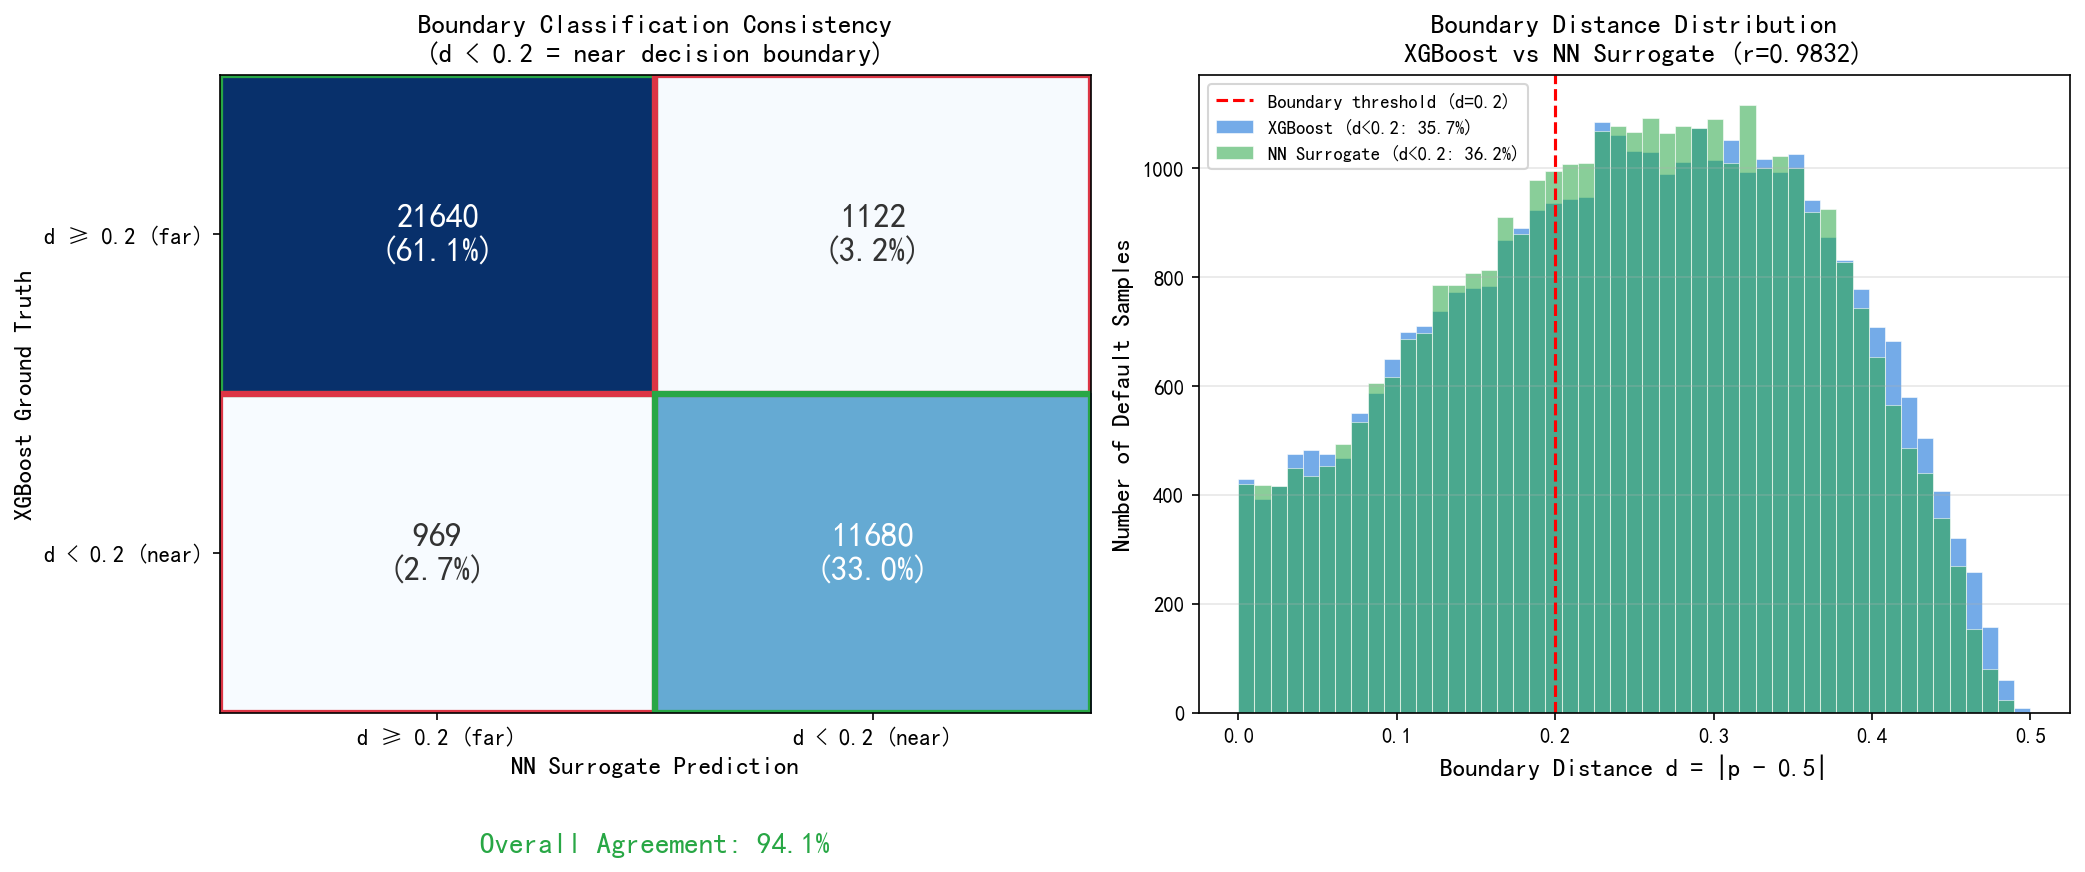 Boundary Classification Consistency
(d < 0.2 = near decision boundary)
XGBoost Ground Truth
d ≥ 0.2 (far)
d < 0.2 (near)
21640
(61.1%)
1122
(3.2%)
969
(2.7%)
11680
(33.0%)
d ≥ 0.2 (far)
d < 0.2 (near)
NN Surrogate Prediction
Overall Agreement: 94.1%
Boundary Distance Distribution
XGBoost vs NN Surrogate (r=0.9832)
Boundary threshold (d=0.2)
XGBoost (d<0.2: 35.7%)
NN Surrogate (d<0.2: 36.2%)
Number of Default Samples
1000
800
600
400
200
0
0.0
0.1
0.2
0.3
0.4
0.5
Boundary Distance d = |p - 0.5|